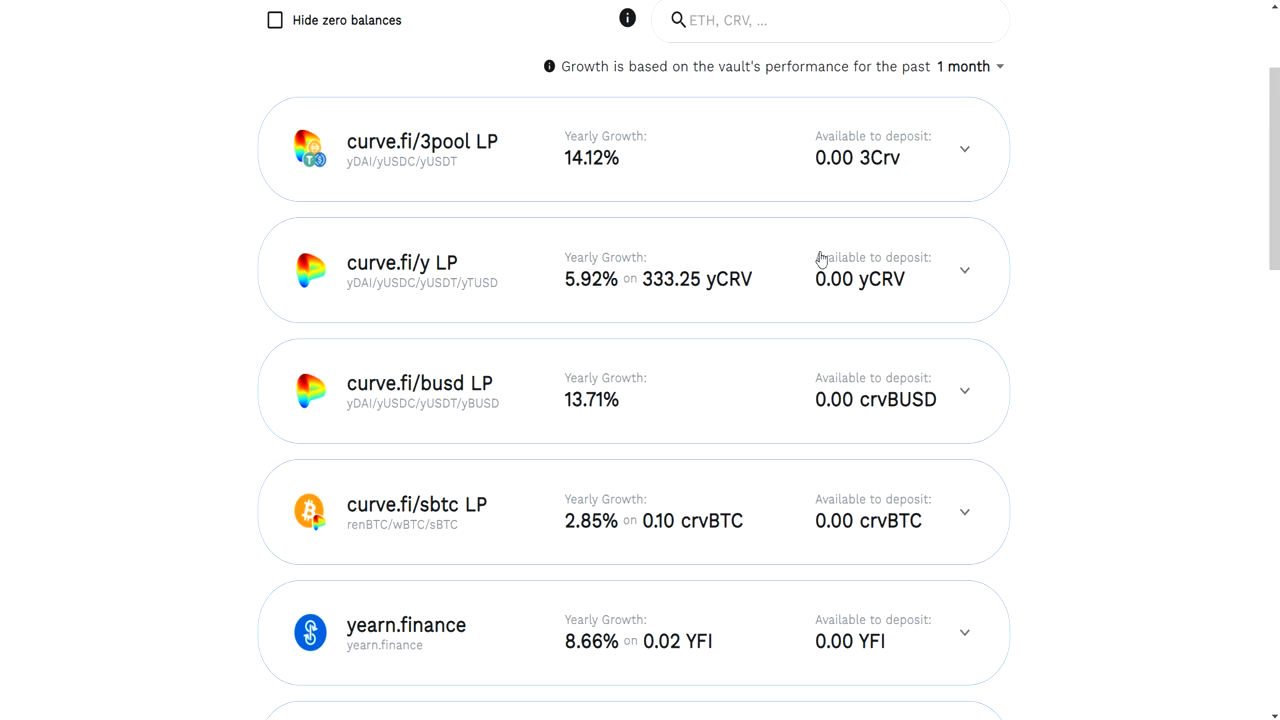 Hide zero balances
ETH, CRV, ...
Growth is based on the vault's performance for the past 1 month
curve.fi/3pool LP
yDAI/yUSDC/yUSDT
Yearly Growth:
14.12%
Available to deposit:
0.00 3Crv
curve.fi/y LP
yDAI/yUSDC/yUSDT/yTUSD
Yearly Growth:
5.92% on 333.25 yCRV
Available to deposit:
0.00 yCRV
curve.fi/busd LP
yDAI/yUSDC/yUSDT/yBUSD
Yearly Growth:
13.71%
Available to deposit:
0.00 crvBUSD
curve.fi/sbtc LP
renBTC/wBTC/sBTC
Yearly Growth:
2.85% on 0.10 crvBTC
Available to deposit:
0.00 crvBTC
yearn.finance
yearn.finance
Yearly Growth:
8.66% on 0.02 YFI
Available to deposit:
0.00 YFI